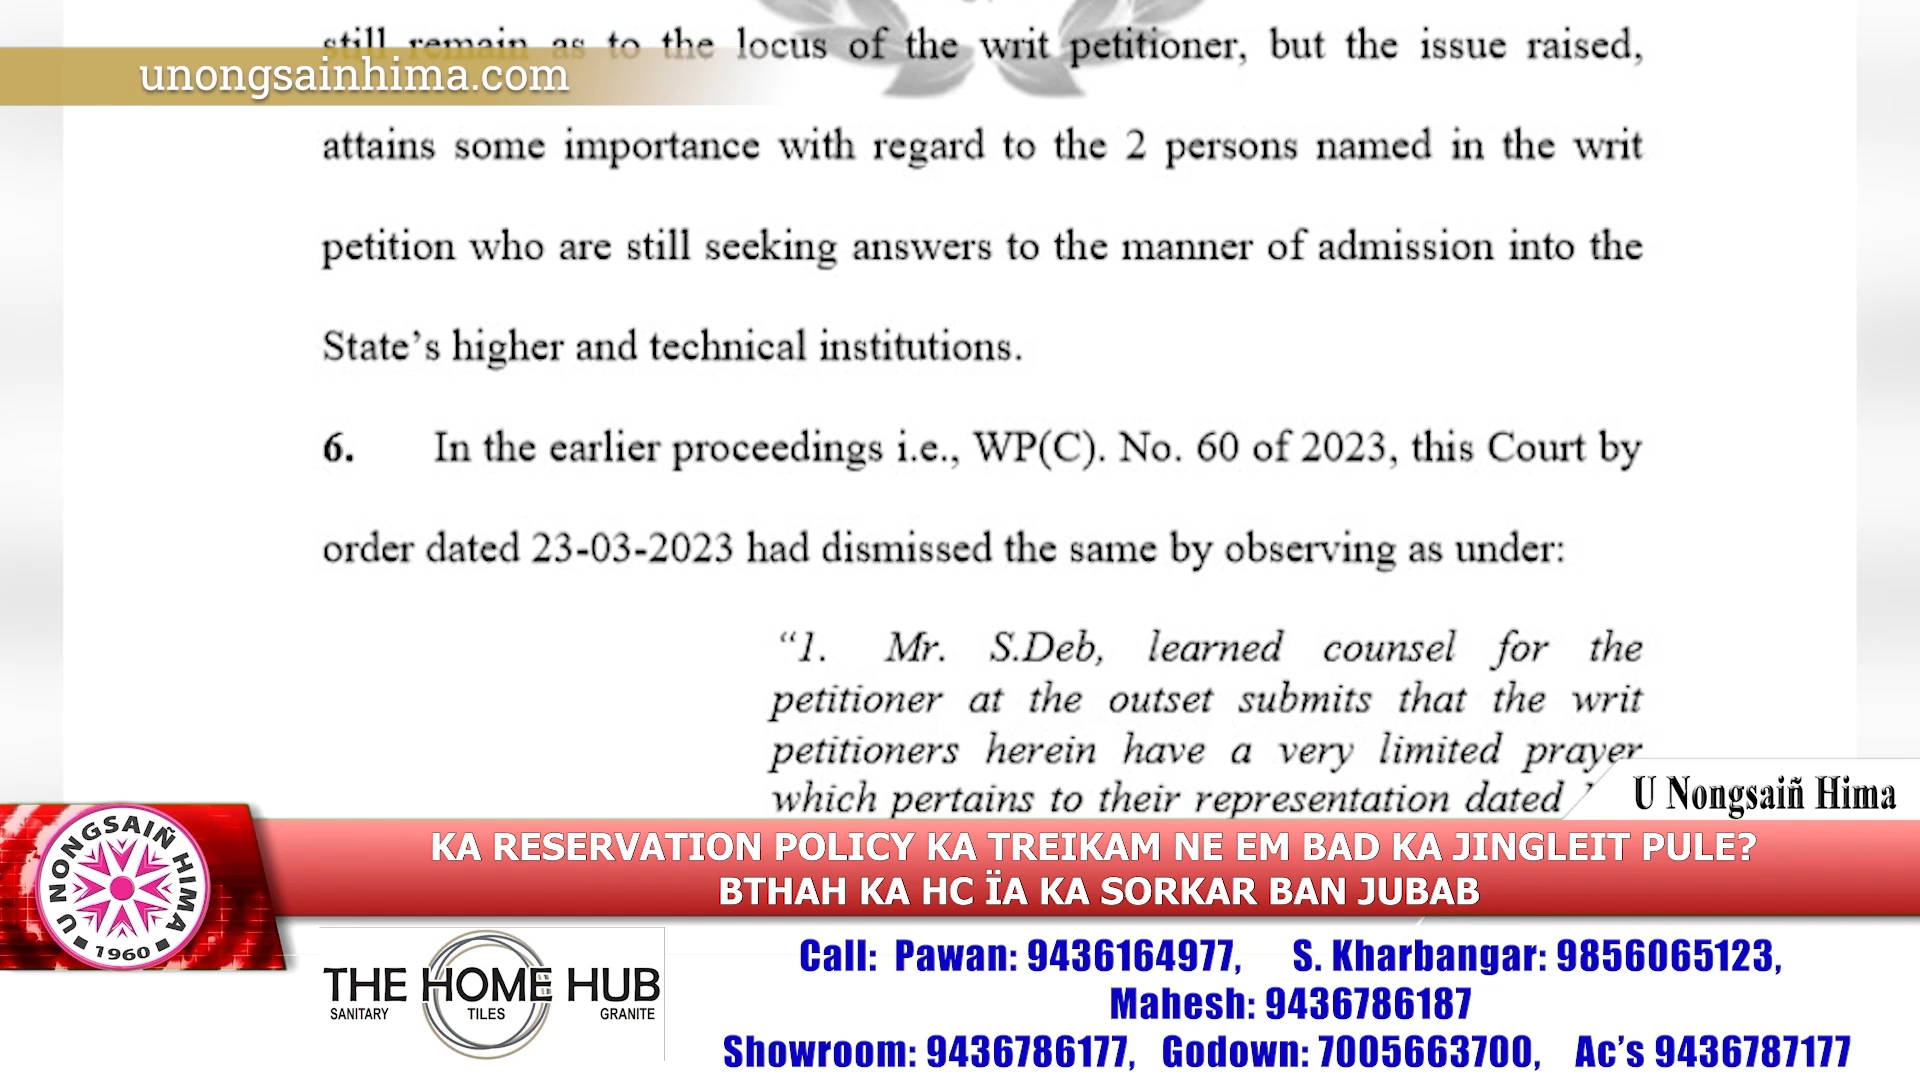 still remain as to the locus of the writ petitioner, but the issue raised,
unongsainhima.com
attains some importance with regard to the 2 persons named in the writ
petition who are still seeking answers to the manner of admission into the
State’s higher and technical institutions.
6. In the earlier proceedings i.e., WP(C). No. 60 of 2023, this Court by
order dated 23-03-2023 had dismissed the same by observing as under:
“1. Mr. S.Deb, learned counsel for the
petitioner at the outset submits that the writ
petitioners herein have a very limited prayer
which pertains to their representation dated
U Nongsaiñ Hima
KA RESERVATION POLICY KA TREIKAM NE EM BAD KA JINGLEIT PULE?
BTHAH KA HC ÏA KA SORKAR BAN JUBAB
U NONGSAIÑ HIMA
1960
THE HOME HUB
SANITARY TILES GRANITE
Call: Pawan: 9436164977, S. Kharbangar: 9856065123,
Mahesh: 9436786187
Showroom: 9436786177, Godown: 7005663700, Ac’s 9436787177